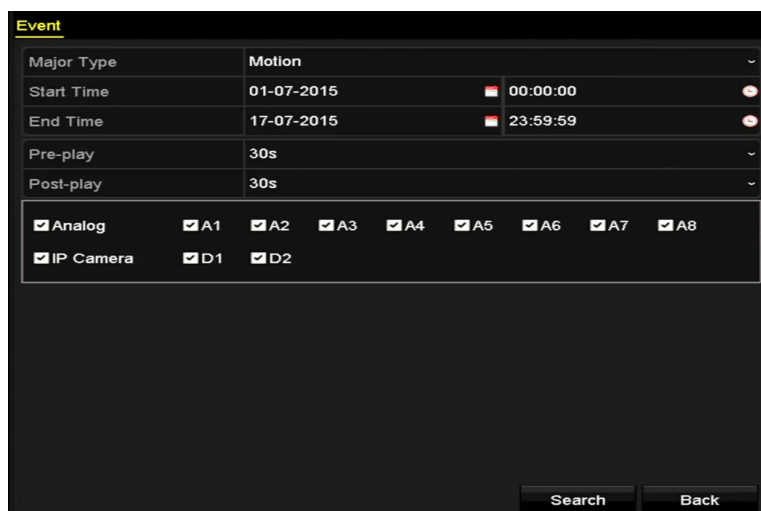 Event
Major Type Motion
Start Time 01-07-2015 00:00:00
End Time 17-07-2015 23:59:59
Pre-play 30s
Post-play 30s
Analog A1 A2 A3 A4 A5 A6 A7 A8
IP Camera D1 D2
Search Back